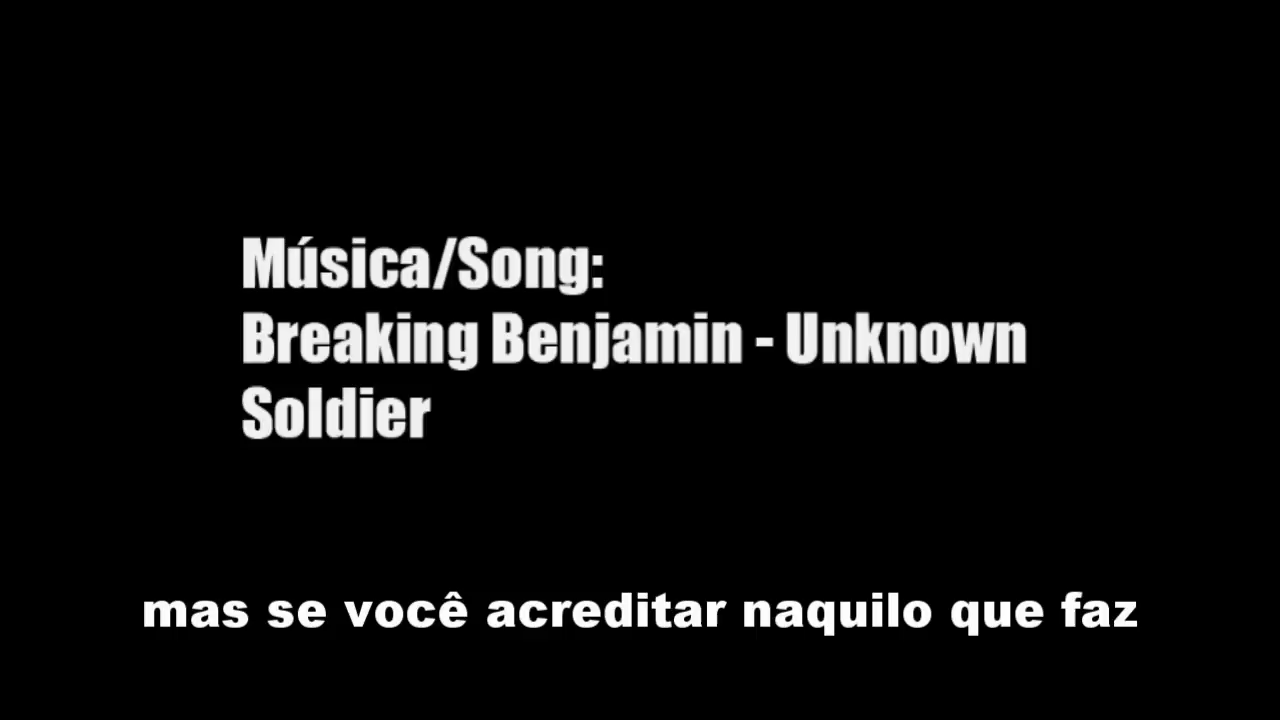 Música/Song:
Breaking Benjamin - Unknown
Soldier
mas se você acreditar naquilo que faz